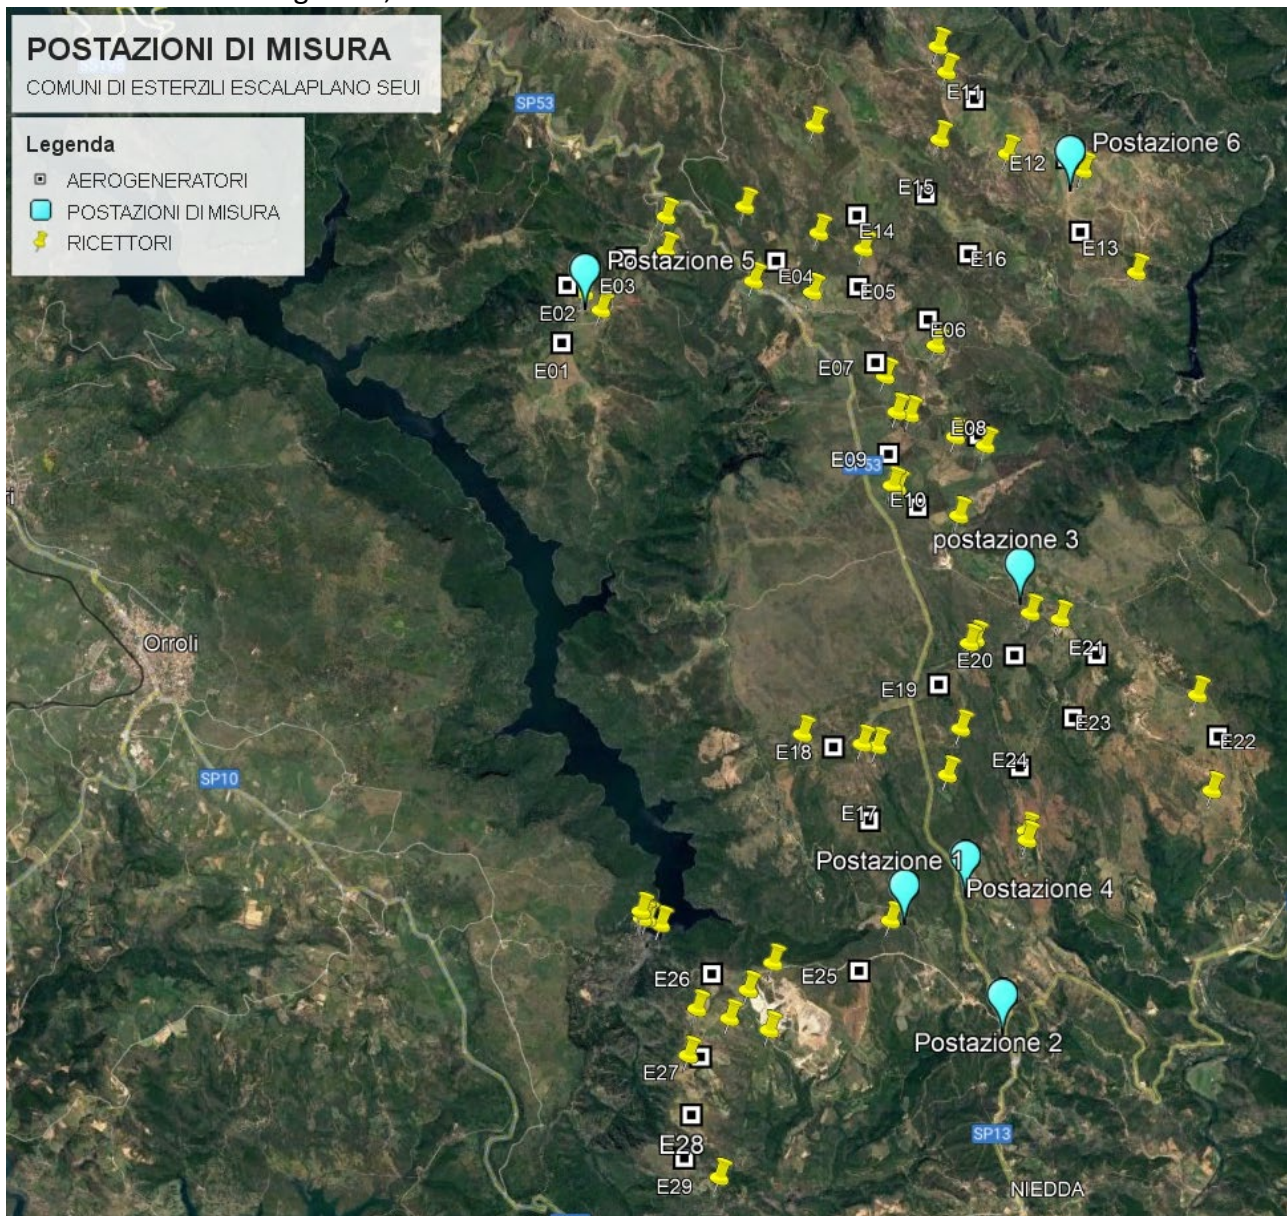 POSTAZIONI DI MISURA
COMUNI DI ESTERZILI ESCALAPLANO SEUI
Legenda
AEROGENERATORI
POSTAZIONI DI MISURA
RICETTORI
SP53
E11
Postazione 6
E12
E15
E14
E13
E16
Postazione 5
E04
E03
E05
E02
E06
E01
E07
E08
E09
SP53
E10
postazione 3
Orroli
E20
E21
E19
E23
E18
E22
E24
SP10
E17
Postazione 1
Postazione 4
E26
E25
Postazione 2
E27
SP13
E28
E29
NIEDDA